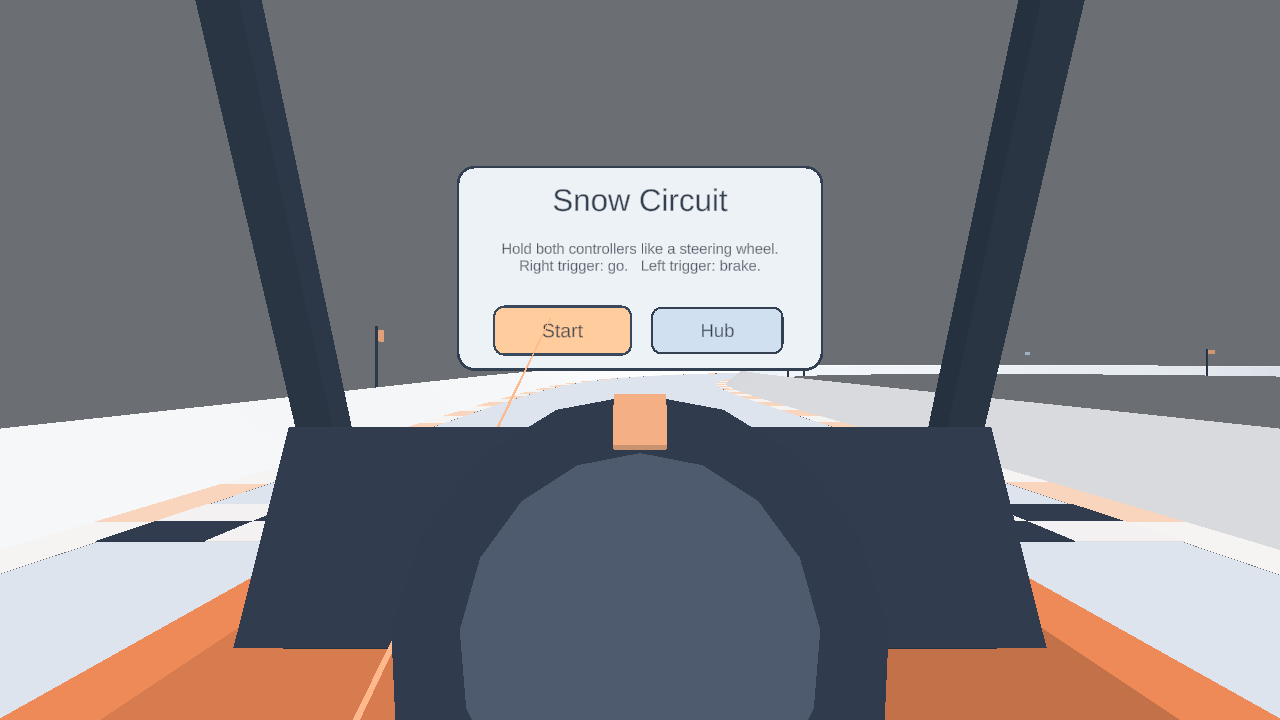 Snow Circuit
Hold both controllers like a steering wheel.
Right trigger: go.   Left trigger: brake.
Start
Hub